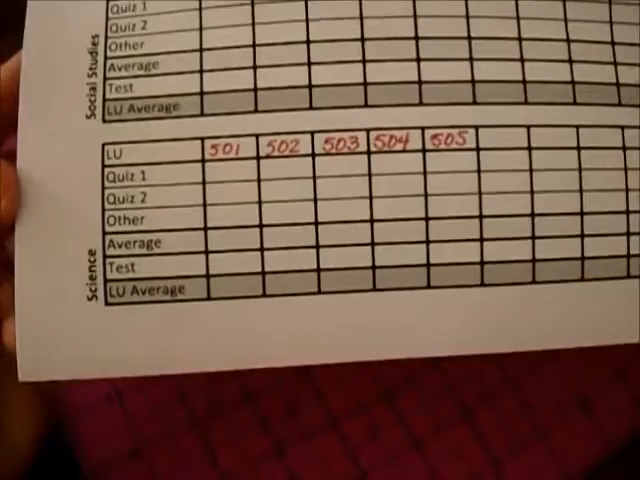 Social Studies
Quiz 1
Quiz 2
Other
Average
Test
LU Average
Science
LU 501 502 503 504 505
Quiz 1
Quiz 2
Other
Average
Test
LU Average